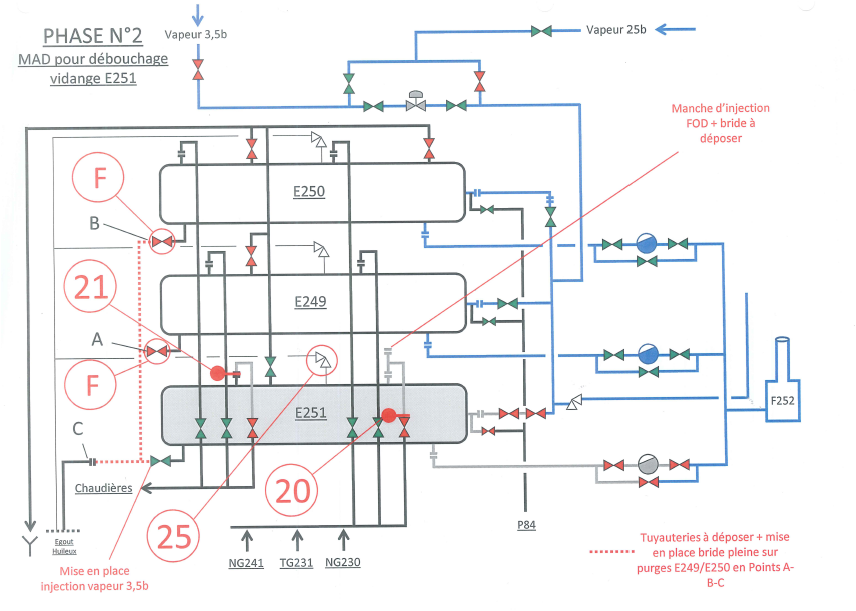 PHASE N°2
MAD pour débouchage
vidange E251
Vapeur 3,5b
Vapeur 25b
Manche d'injection
FOD + bride à
déposer
F
E250
B
21
E249
A
F
E251
F252
C
20
Chaudières
25
P84
Egout
Huileux
NG241
TG231
NG230
Mise en place
injection vapeur 3,5b
Tuyauteries à déposer + mise
en place bride pleine sur
purges E249/E250 en Points A-
B-C